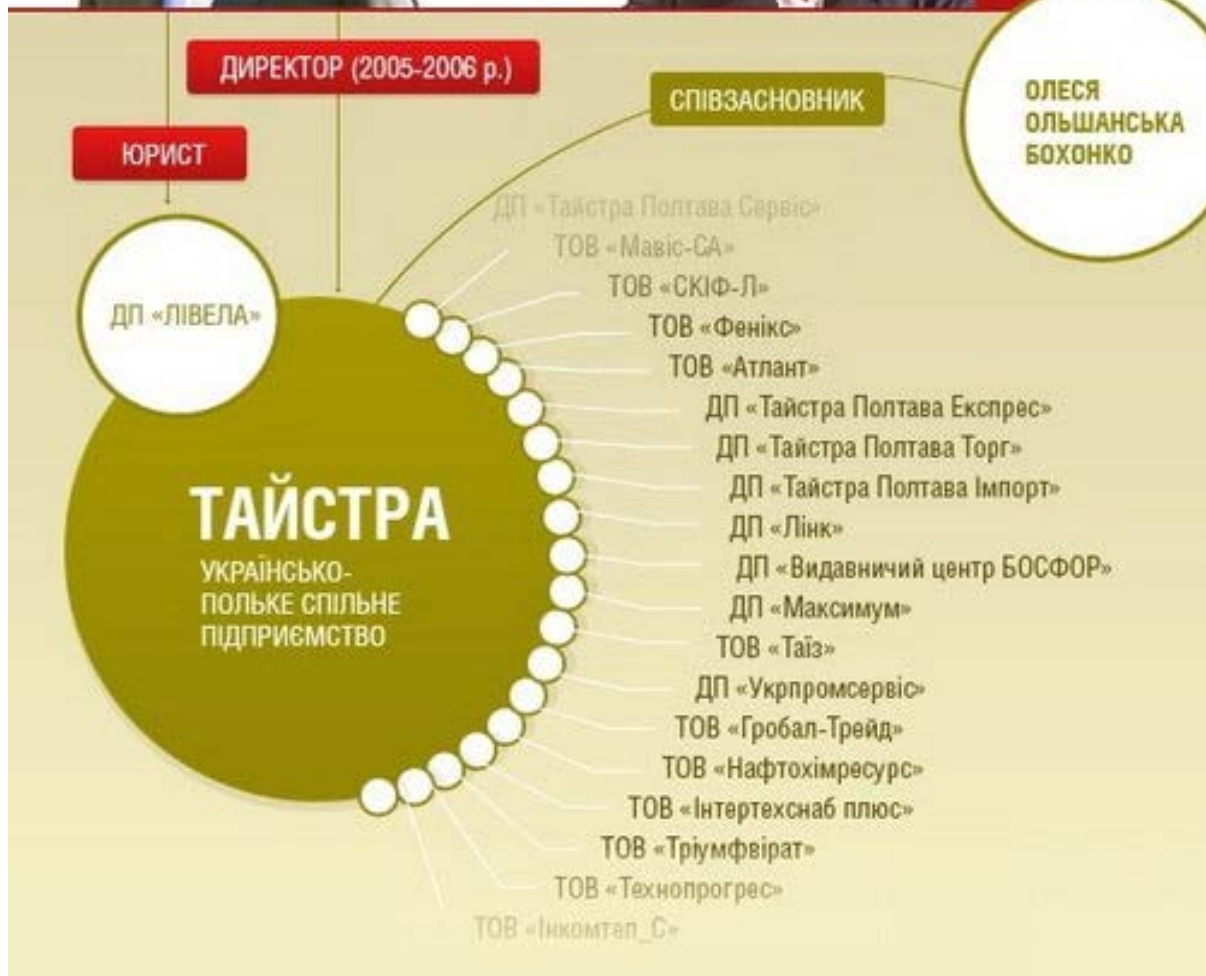 ДИРЕКТОР (2005-2006 р.)
СПІВЗАСНОВНИК
ОЛЕСЯ
ОЛЬШАНСЬКА
БОХОНКО
ЮРИСТ
ДП «ЛІВЕЛА»
ДП «Тайстра Полтава Сервіс»
ТОВ «Мавіс-СА»
ТОВ «СКІФ-Л»
ТОВ «Фенікс»
ТОВ «Атлант»
ДП «Тайстра Полтава Експрес»
ДП «Тайстра Полтава Торг»
ДП «Тайстра Полтава Імпорт»
ДП «Лінк»
ДП «Видавничий центр БОСФОР»
ДП «Максимум»
ТОВ «Таїз»
ДП «Укрпромсервіс»
ТОВ «Гробал-Трейд»
ТОВ «Нафтохімресурс»
ТОВ «Інтертехснаб плюс»
ТОВ «Тріумфвірат»
ТОВ «Технопрогрес»
ТОВ
ТАЙСТРА
УКРАЇНСЬКО-
ПОЛЬКЕ СПІЛЬНЕ
ПІДПРИЄМСТВО